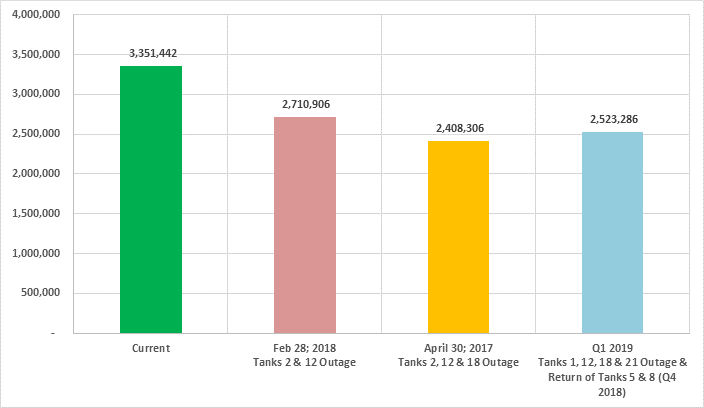 4,000,000
3,500,000
3,000,000
2,500,000
2,000,000
1,500,000
1,000,000
500,000
-
3,351,442
2,710,906
2,408,306
2,523,286
Current
Feb 28; 2018
Tanks 2 & 12 Outage
April 30; 2017
Tanks 2, 12 & 18 Outage
Q1 2019
Tanks 1, 12, 18 & 21 Outage &
Return of Tanks 5 & 8 (Q4
2018)